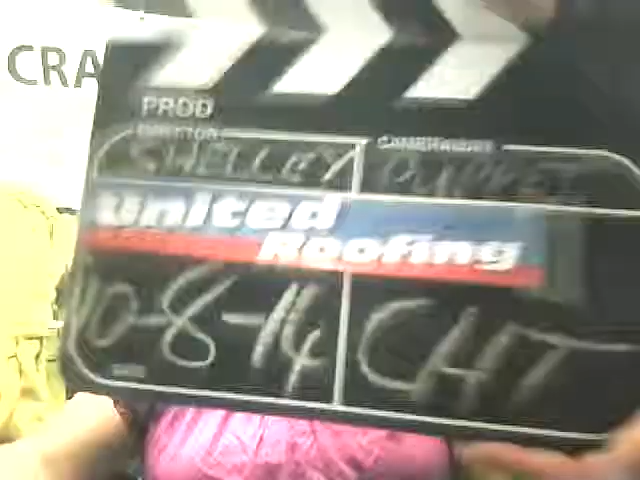 CRA
PROD
DIRECTOR CAMERAMAN
SHELLEY
United
Roofing
10-8-14 CHT